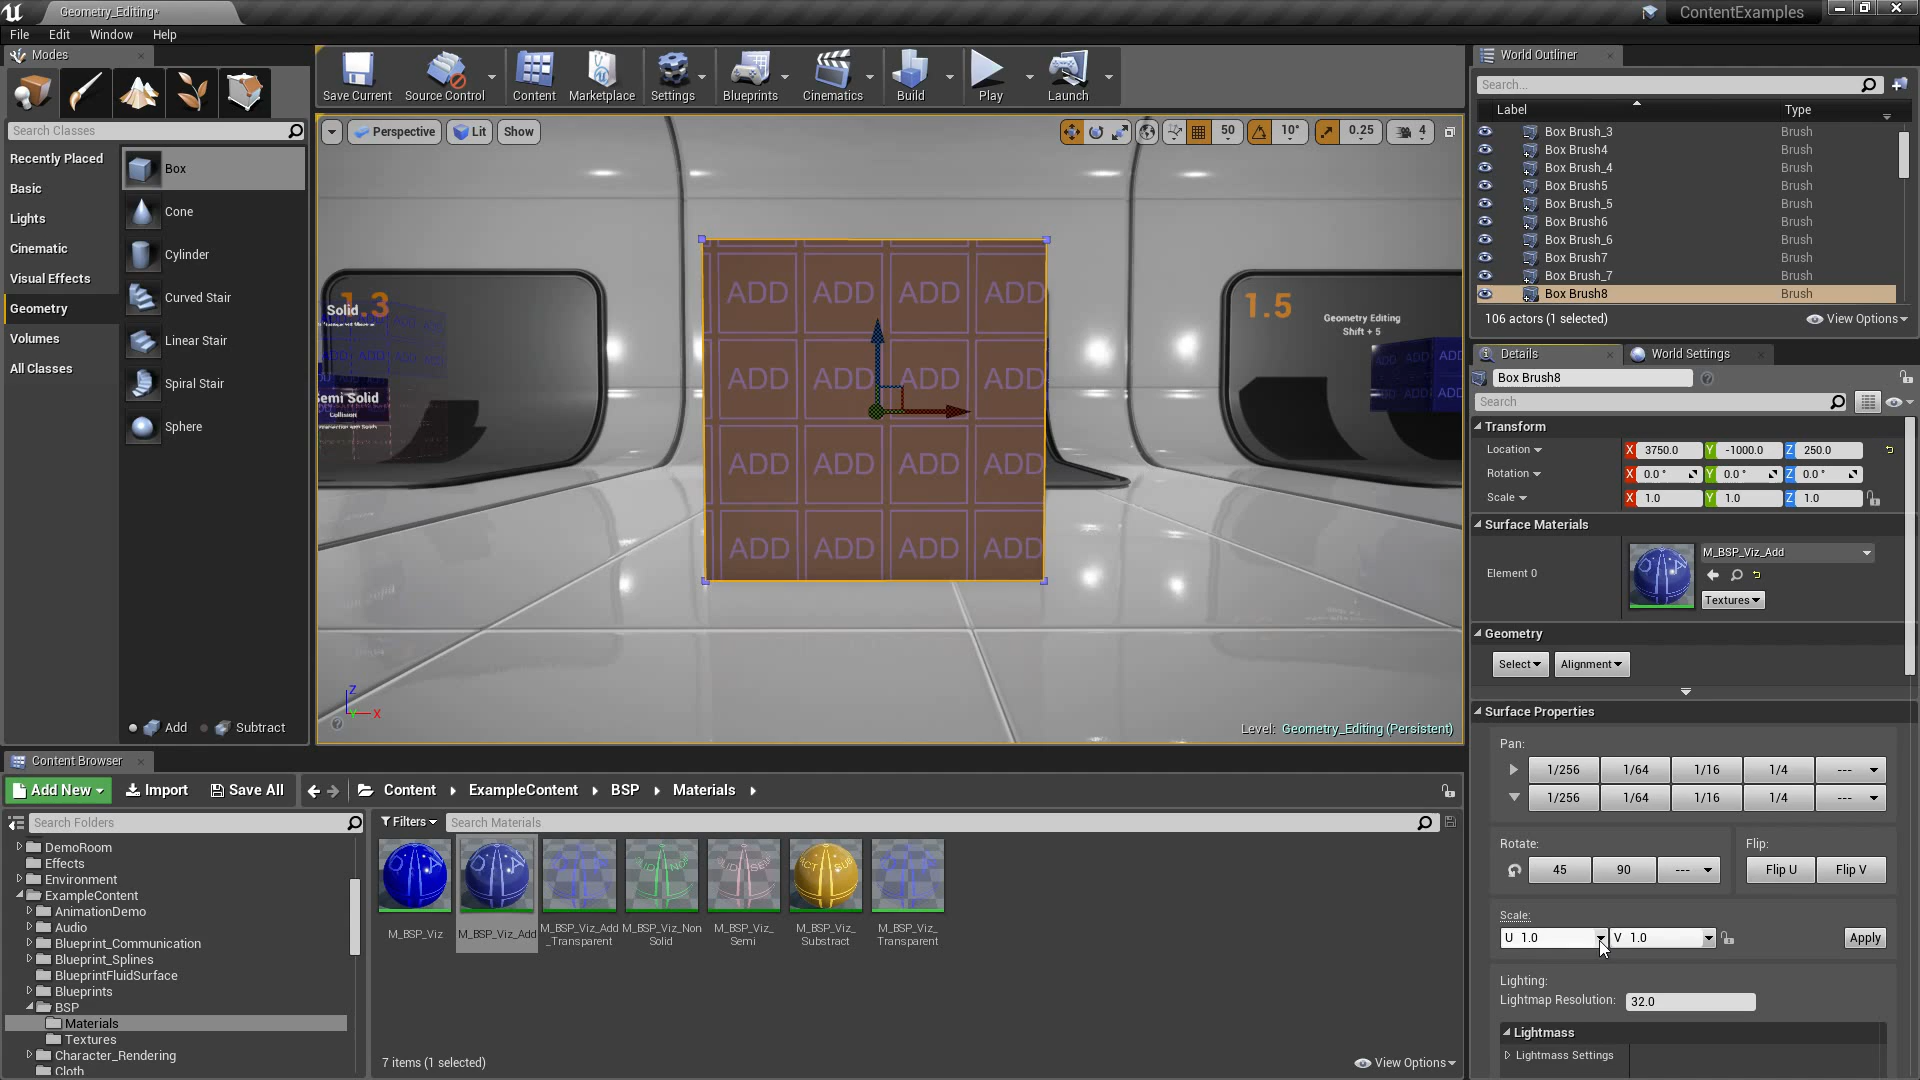 Geometry_Editing*
ContentExamples
File Edit Window Help
Modes
Search Classes
Recently Placed
Basic
Lights
Cinematic
Visual Effects
Geometry
Volumes
All Classes
Box
Cone
Cylinder
Curved Stair
Linear Stair
Spiral Stair
Sphere
Add Subtract
Save Current Source Control Content Marketplace Settings Blueprints Cinematics Build Play Launch
Perspective Lit Show
50 10° 0.25 4
1.3
Solid
Semi Solid
Collision
1.5
Geometry Editing
Shift + 5
ADD ADD ADD ADD
ADD ADD ADD ADD
ADD ADD ADD ADD
ADD ADD ADD ADD
ADD ADD ADD
Z
Y X
Level: Geometry_Editing (Persistent)
World Outliner
Search...
Label Type
Box Brush_3 Brush
Box Brush4 Brush
Box Brush_4 Brush
Box Brush5 Brush
Box Brush_5 Brush
Box Brush6 Brush
Box Brush_6 Brush
Box Brush7 Brush
Box Brush_7 Brush
Box Brush8 Brush
106 actors (1 selected) View Options
Details World Settings
Box Brush8
Search
Transform
Location X 3750.0 Y -1000.0 Z 250.0
Rotation X 0.0 ° Y 0.0 ° Z 0.0 °
Scale X 1.0 Y 1.0 Z 1.0
Surface Materials
Element 0
M_BSP_Viz_Add
Textures
Geometry
Select Alignment
Surface Properties
Pan:
1/256 1/64 1/16 1/4 ---
1/256 1/64 1/16 1/4 ---
Rotate: Flip:
45 90 --- Flip U Flip V
Scale:
U 1.0 V 1.0 Apply
Lighting:
Lightmap Resolution: 32.0
Lightmass
Lightmass Settings
Content Browser
Add New Import Save All Content ExampleContent BSP Materials
Search Folders
DemoRoom
Effects
Environment
ExampleContent
AnimationDemo
Audio
Blueprint_Communication
Blueprint_Splines
BlueprintFluidSurface
Blueprints
BSP
Materials
Textures
Character_Rendering
Cloth
Filters Search Materials
M_BSP_Viz
M_BSP_Viz_Add
M_BSP_Viz_Add
_Transparent
M_BSP_Viz_Non
Solid
M_BSP_Viz_
Semi
M_BSP_Viz_
Substract
M_BSP_Viz_
Transparent
7 items (1 selected) View Options